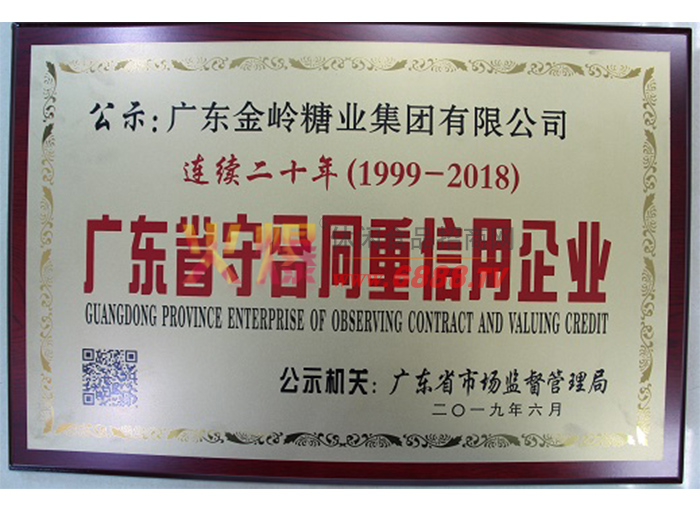 公示：广东金岭糖业集团有限公司
连续二十年(1999-2018)
广东省守合同重信用企业
GUANGDONG PROVINCE ENTERPRISE OF OBSERVING CONTRACT AND VALUING CREDIT
公示机关：广东省市场监督管理局
二〇一九年六月